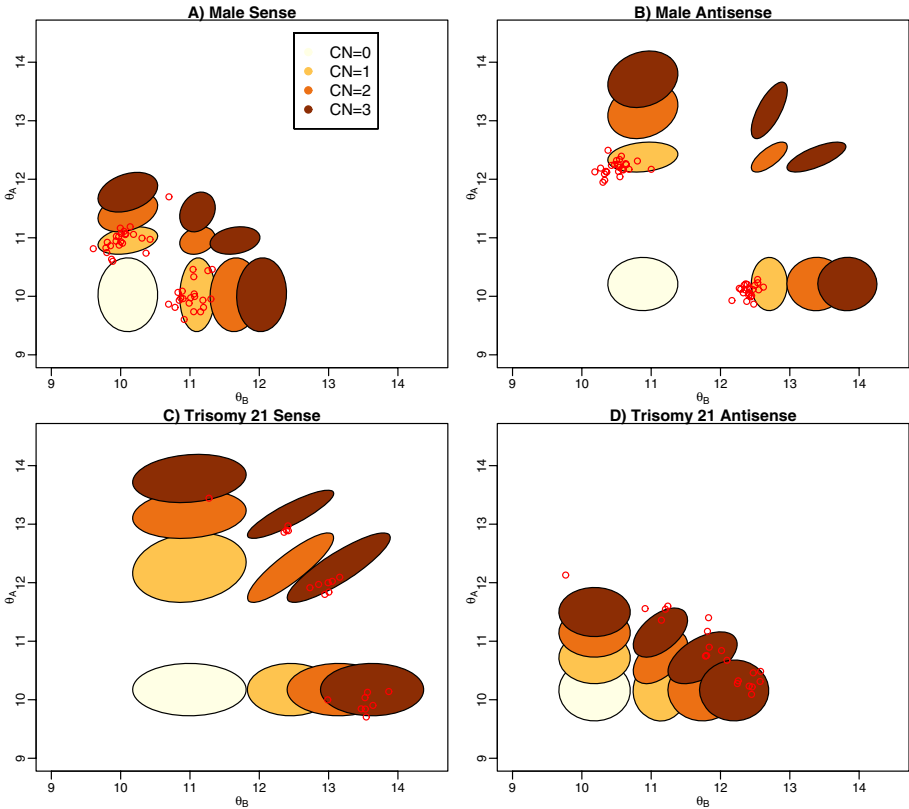 A) Male Sense
θA
14
13
12
11
10
9
CN=0
CN=1
CN=2
CN=3
9 10 11 12 13 14
θB
B) Male Antisense
θA
14
13
12
11
10
9
9 10 11 12 13 14
θB
C) Trisomy 21 Sense
θA
14
13
12
11
10
9
9 10 11 12 13 14
θB
D) Trisomy 21 Antisense
θA
14
13
12
11
10
9
9 10 11 12 13 14
θB